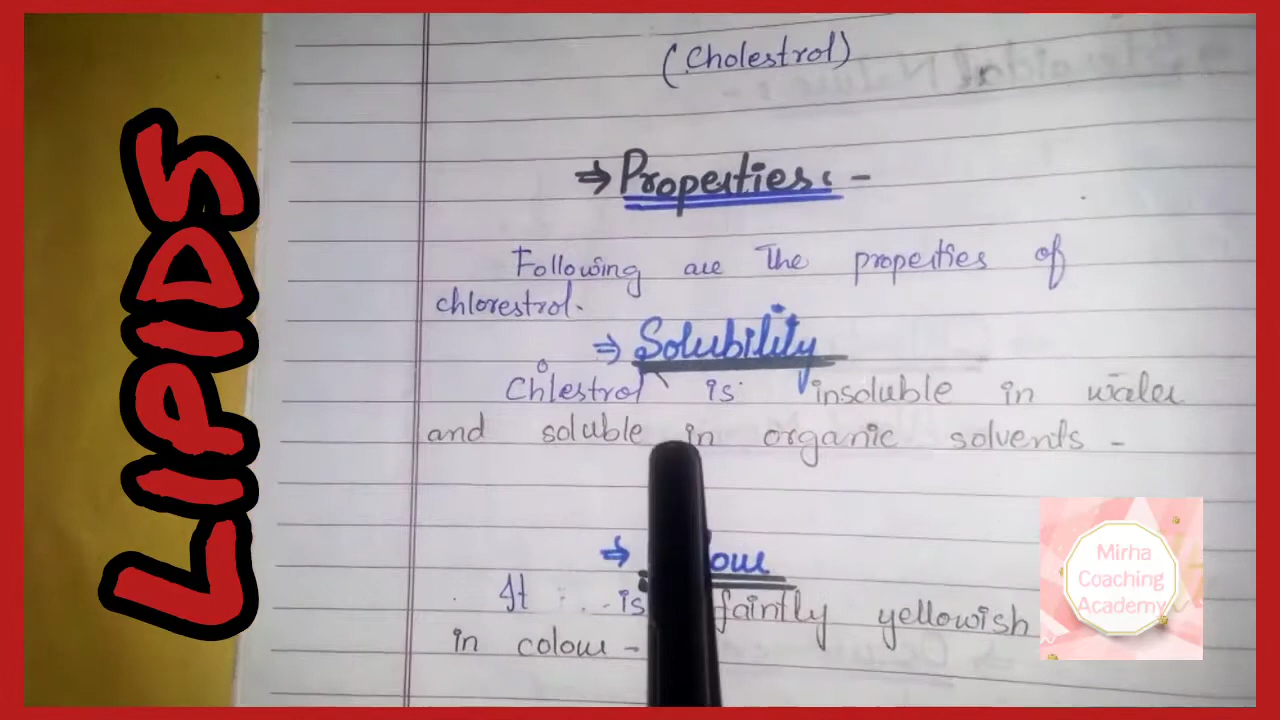 LIPIDS
(Cholestrol)
⇒ Properties: -
Following are the properties of
chlorestrol.
⇒ Solubility
Chlestrol is insoluble in water
o
and soluble in organic solvents -
⇒ our
It is faintly yellowish
in colour -
Mirha
Coaching
Academy